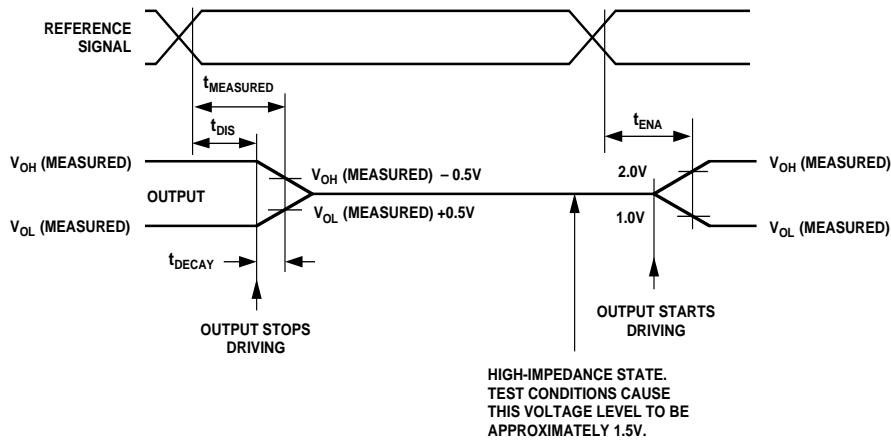 REFERENCE
SIGNAL
tMEASURED
tDIS
tENA
VOH (MEASURED)
VOH (MEASURED) – 0.5V
2.0V
VOH (MEASURED)
OUTPUT
VOL (MEASURED)
VOL (MEASURED) +0.5V
1.0V
VOL (MEASURED)
tDECAY
OUTPUT STOPS
DRIVING
OUTPUT STARTS
DRIVING
HIGH-IMPEDANCE STATE.
TEST CONDITIONS CAUSE
THIS VOLTAGE LEVEL TO BE
APPROXIMATELY 1.5V.